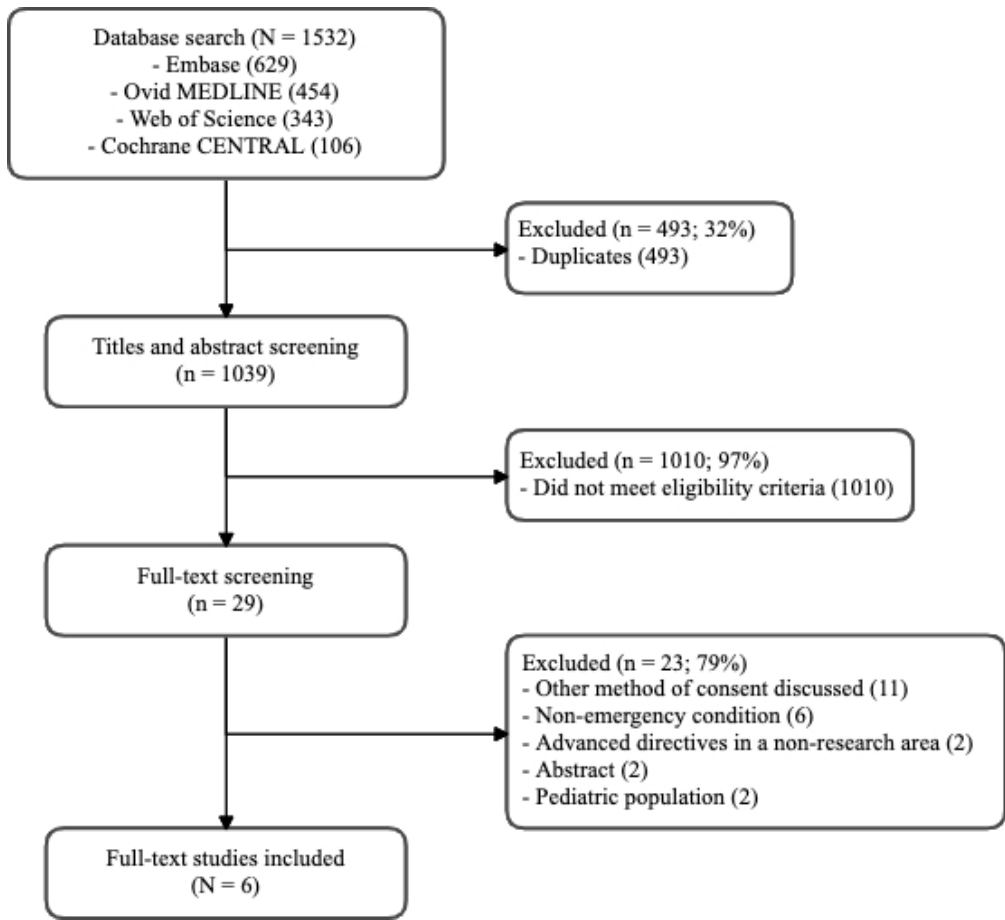 Database search (N = 1532)
- Embase (629)
- Ovid MEDLINE (454)
- Web of Science (343)
- Cochrane CENTRAL (106)
Excluded (n = 493; 32%)
- Duplicates (493)
Titles and abstract screening
(n = 1039)
Excluded (n = 1010; 97%)
- Did not meet eligibility criteria (1010)
Full-text screening
(n = 29)
Excluded (n = 23; 79%)
- Other method of consent discussed (11)
- Non-emergency condition (6)
- Advanced directives in a non-research area (2)
- Abstract (2)
- Pediatric population (2)
Full-text studies included
(N = 6)